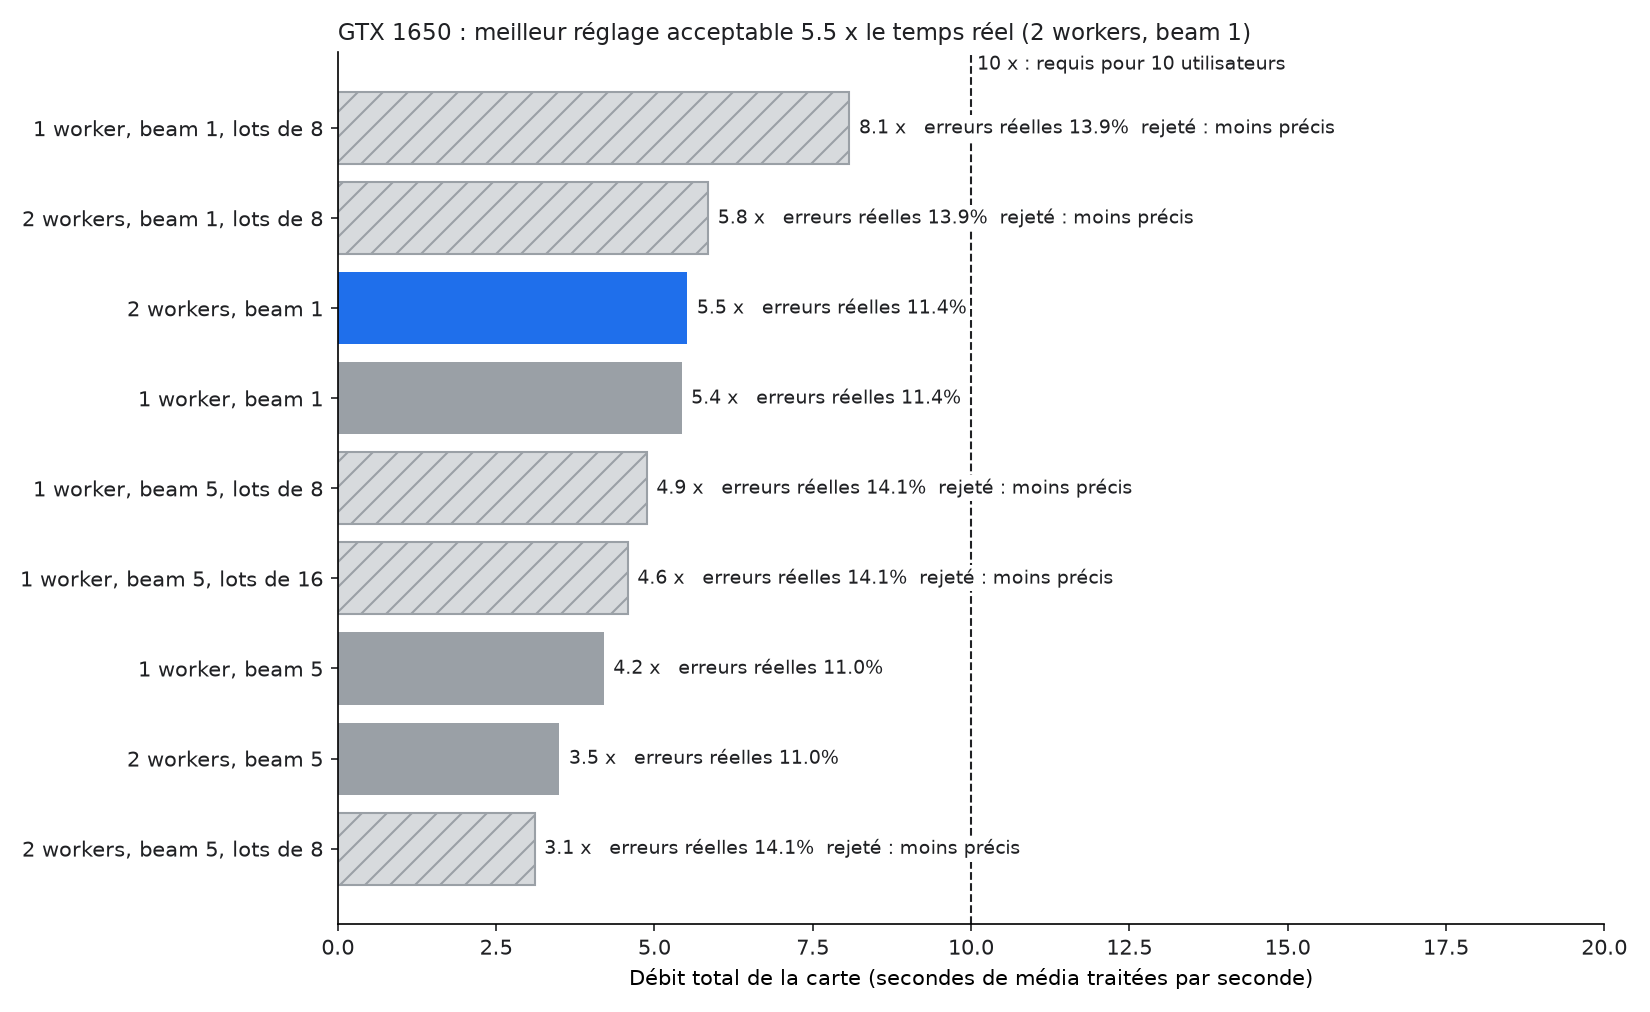 GTX 1650 : meilleur réglage acceptable 5.5 x le temps réel (2 workers, beam 1)
10 x : requis pour 10 utilisateurs
1 worker, beam 1, lots de 8 8.1 x erreurs réelles 13.9% rejeté : moins précis
2 workers, beam 1, lots de 8 5.8 x erreurs réelles 13.9% rejeté : moins précis
2 workers, beam 1 5.5 x erreurs réelles 11.4%
1 worker, beam 1 5.4 x erreurs réelles 11.4%
1 worker, beam 5, lots de 8 4.9 x erreurs réelles 14.1% rejeté : moins précis
1 worker, beam 5, lots de 16 4.6 x erreurs réelles 14.1% rejeté : moins précis
1 worker, beam 5 4.2 x erreurs réelles 11.0%
2 workers, beam 5 3.5 x erreurs réelles 11.0%
2 workers, beam 5, lots de 8 3.1 x erreurs réelles 14.1% rejeté : moins précis
0.0 2.5 5.0 7.5 10.0 12.5 15.0 17.5 20.0
Débit total de la carte (secondes de média traitées par seconde)